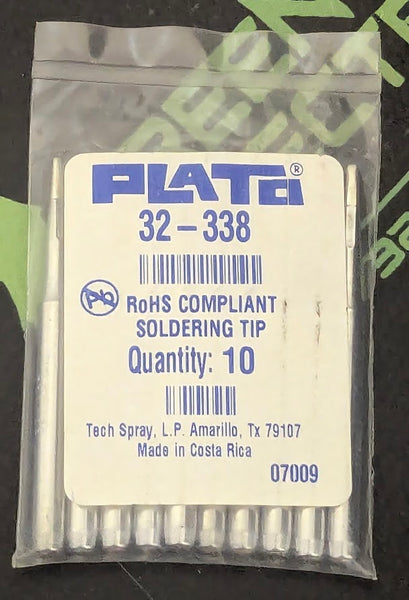 PLATO®
32-338
Pb
RoHS COMPLIANT
SOLDERING TIP
Quantity: 10
Tech Spray, L.P. Amarillo, Tx 79107
Made in Costa Rica
07009